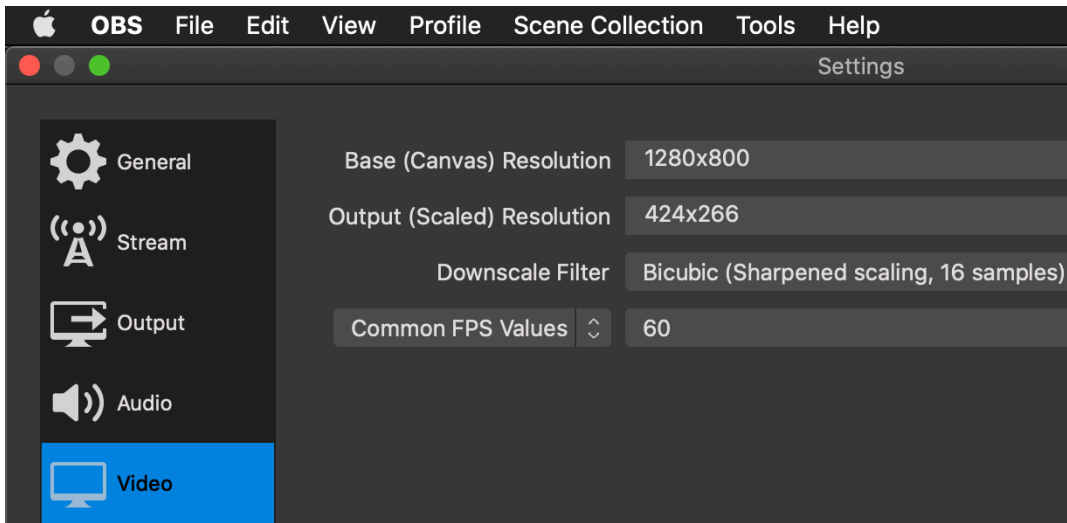 OBS File Edit View Profile Scene Collection Tools Help
Settings
General
Stream
Output
Audio
Video
Base (Canvas) Resolution 1280x800
Output (Scaled) Resolution 424x266
Downscale Filter Bicubic (Sharpened scaling, 16 samples)
Common FPS Values 60